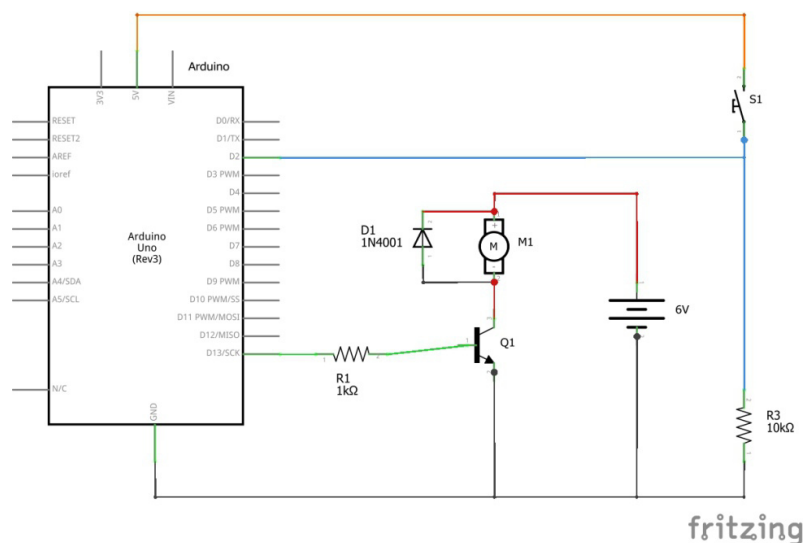 Arduino
3V3
5V
VIN
RESET
RESET2
AREF
ioref
A0
A1
A2
A3
A4/SDA
A5/SCL
N/C
D0/RX
D1/TX
D2
D3 PWM
D4
D5 PWM
D6 PWM
D7
D8
D9 PWM
D10 PWM/SS
D11 PWM/MOSI
D12/MISO
D13/SCK
Arduino
Uno
(Rev3)
GND
S1
D1
1N4001
M
M1
6V
Q1
R1
1kΩ
R3
10kΩ
fritzing